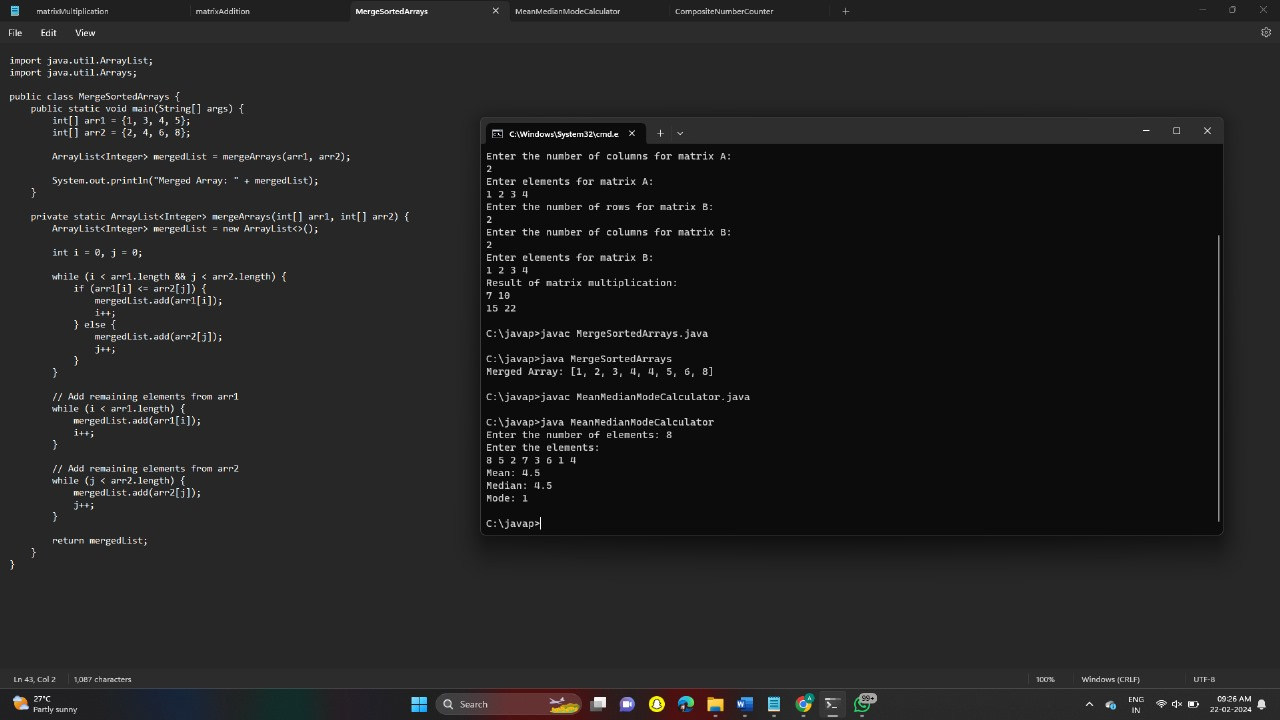 matrixMultiplication
matrixAddition
MergeSortedArrays
MeanMedianModeCalculator
CompositeNumberCounter
File Edit View
import java.util.ArrayList;
import java.util.Arrays;
public class MergeSortedArrays {
public static void main(String[] args) {
int[] arr1 = {1, 3, 4, 5};
int[] arr2 = {2, 4, 6, 8};
ArrayList<Integer> mergedList = mergeArrays(arr1, arr2);
System.out.println("Merged Array: " + mergedList);
}
private static ArrayList<Integer> mergeArrays(int[] arr1, int[] arr2) {
ArrayList<Integer> mergedList = new ArrayList<>();
int i = 0, j = 0;
while (i < arr1.length && j < arr2.length) {
if (arr1[i] <= arr2[j]) {
mergedList.add(arr1[i]);
i++;
} else {
mergedList.add(arr2[j]);
j++;
}
}
// Add remaining elements from arr1
while (i < arr1.length) {
mergedList.add(arr1[i]);
i++;
}
// Add remaining elements from arr2
while (j < arr2.length) {
mergedList.add(arr2[j]);
j++;
}
return mergedList;
}
}
C:\Windows\System32\cmd.e
Enter the number of columns for matrix A:
2
Enter elements for matrix A:
1 2 3 4
Enter the number of rows for matrix B:
2
Enter the number of columns for matrix B:
2
Enter elements for matrix B:
1 2 3 4
Result of matrix multiplication:
7 10
15 22
C:\javap>javac MergeSortedArrays.java
C:\javap>java MergeSortedArrays
Merged Array: [1, 2, 3, 4, 4, 5, 6, 8]
C:\javap>javac MeanMedianModeCalculator.java
C:\javap>java MeanMedianModeCalculator
Enter the number of elements: 8
Enter the elements:
8 5 2 7 3 6 1 4
Mean: 4.5
Median: 4.5
Mode: 1
C:\javap>
Ln 43, Col 2 1,087 characters
100% Windows (CRLF) UTF-8
27°C
Partly sunny
Search
99+
ENG
IN
09:26 AM
22-02-2024